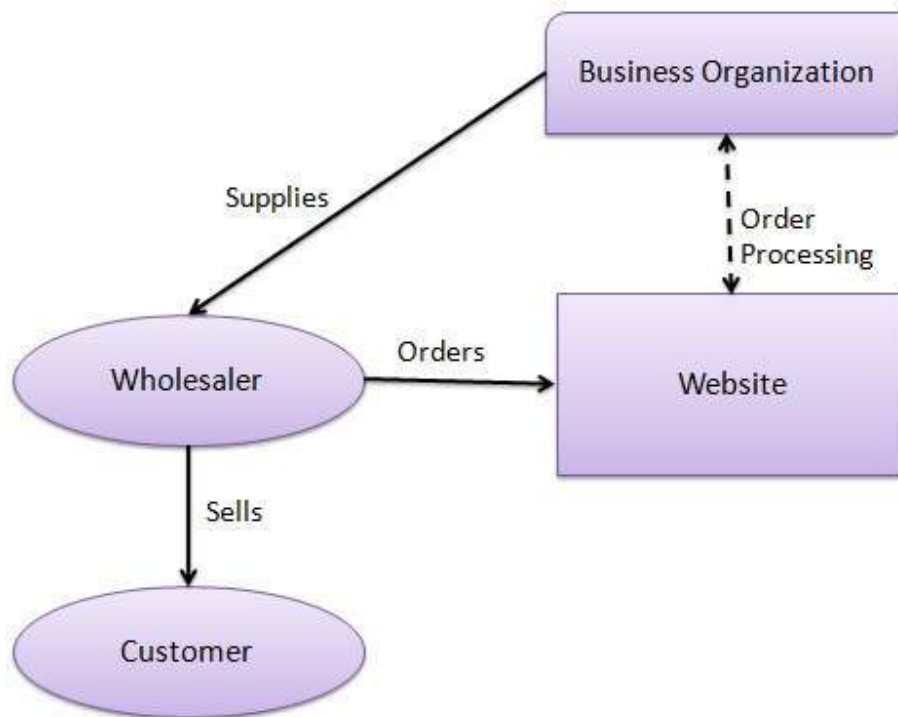 Business Organization
Supplies
Order
Processing
Wholesaler
Orders
Website
Sells
Customer